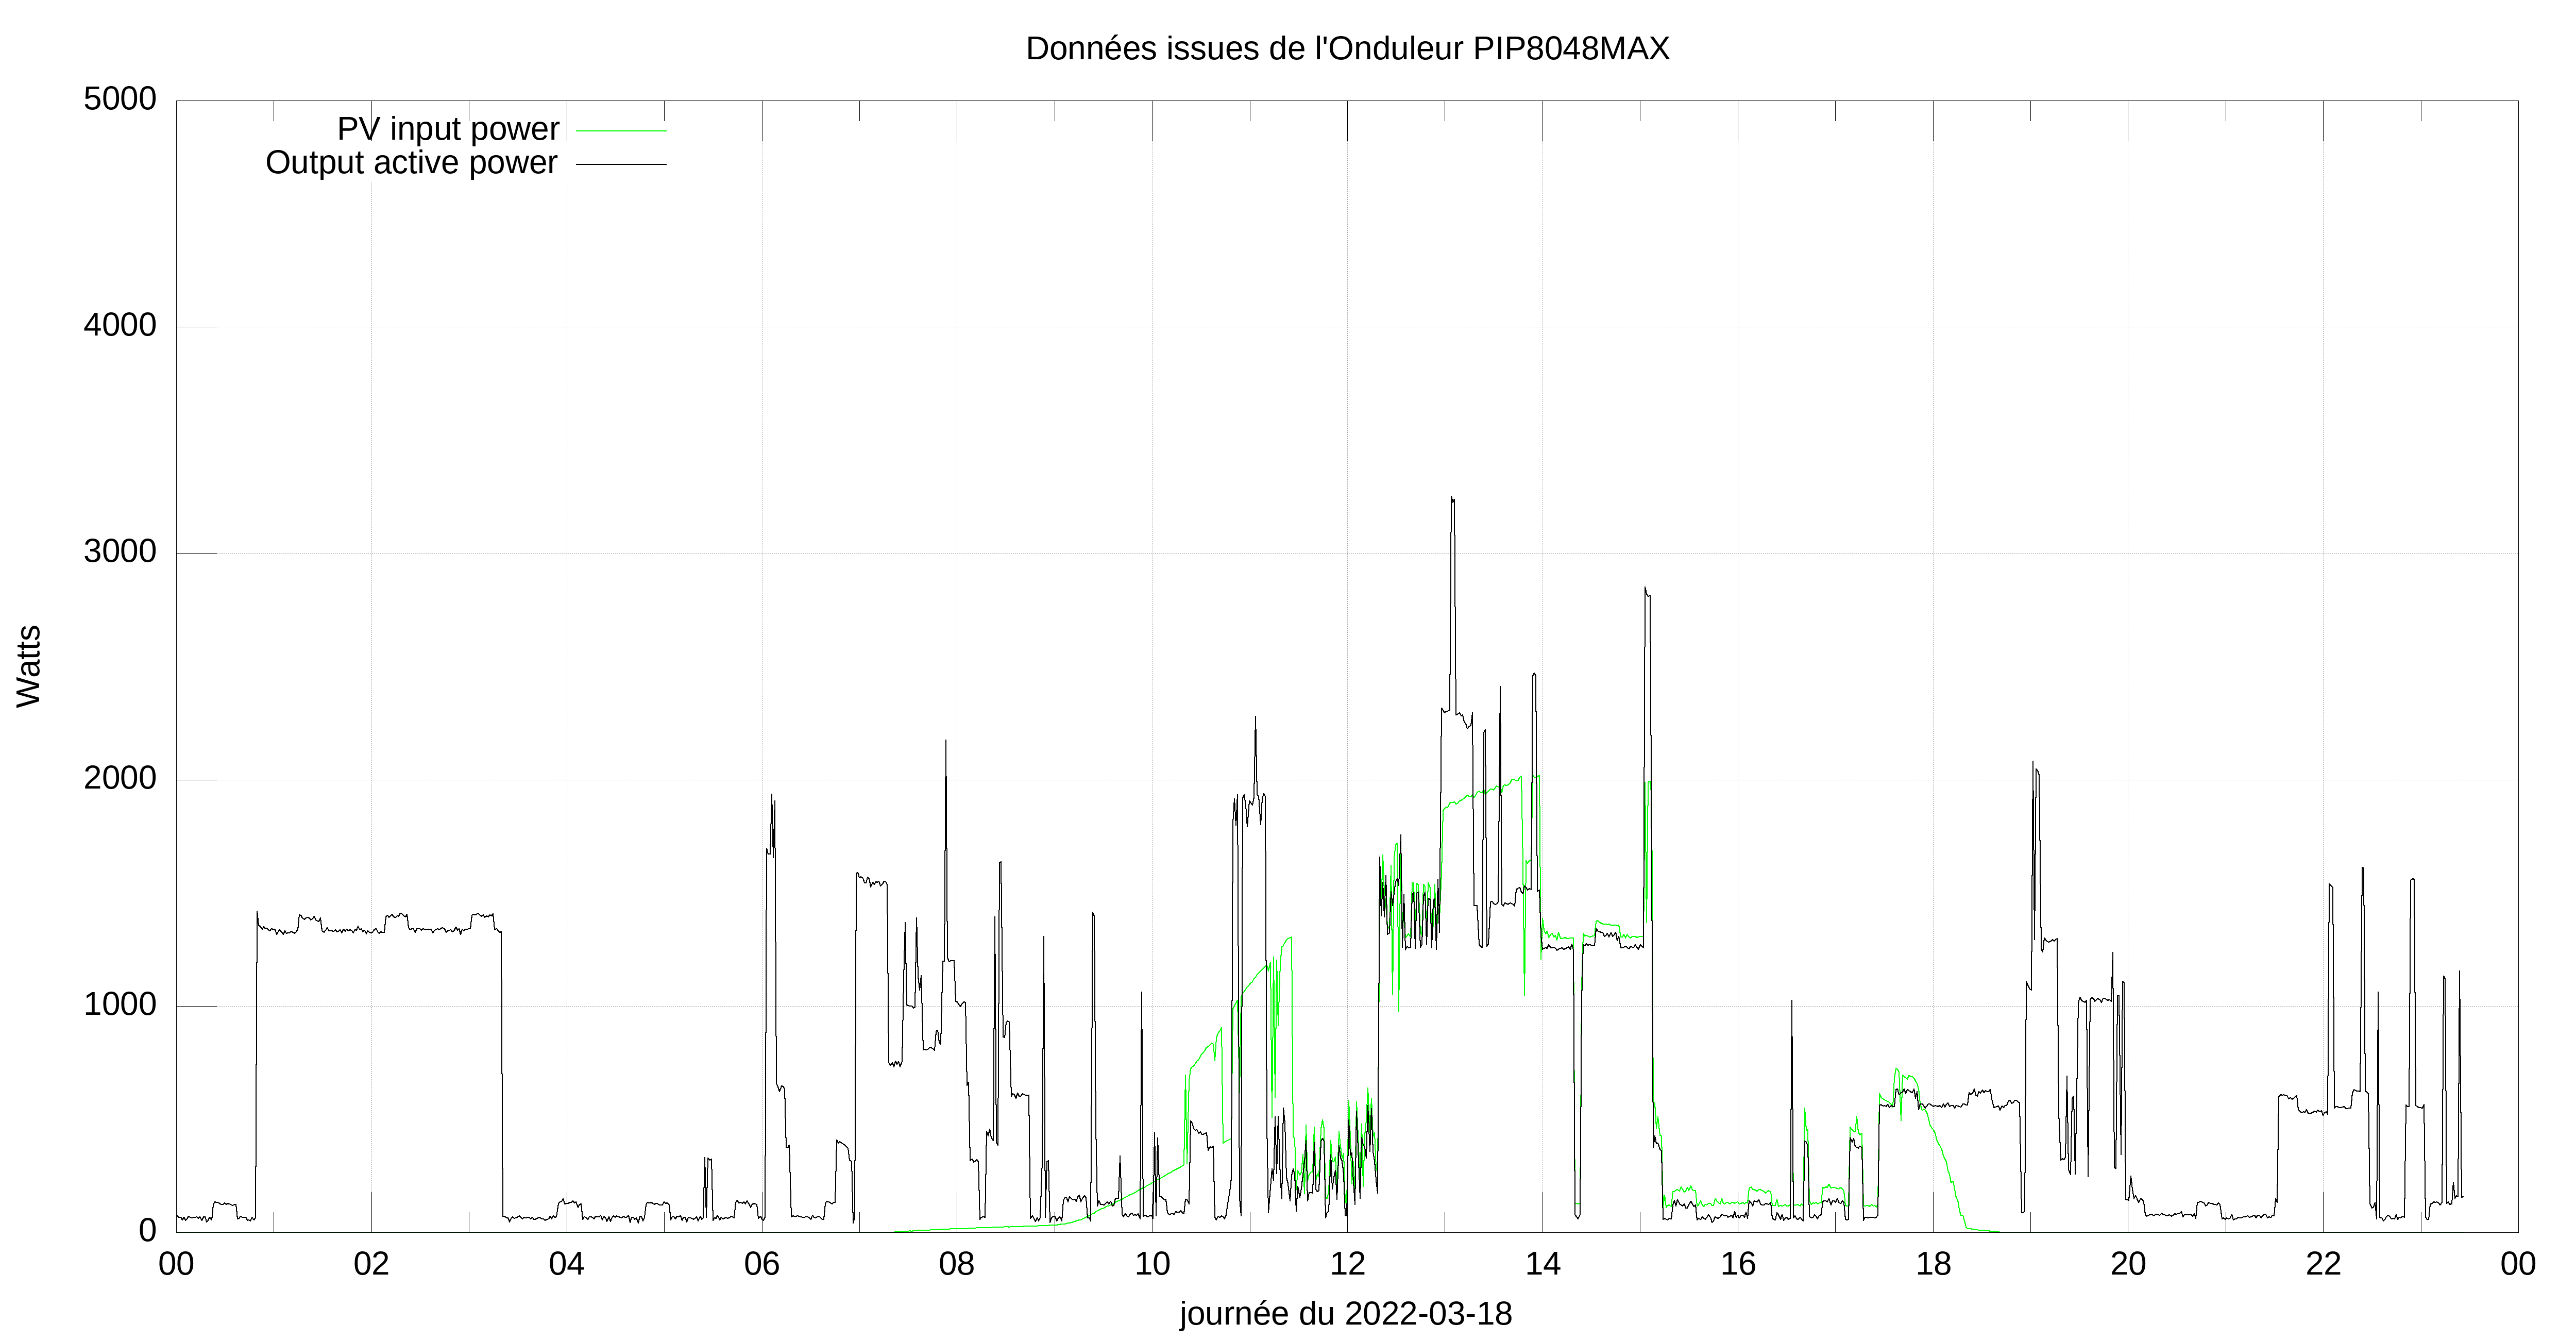 Données issues de l'Onduleur PIP8048MAX
5000
PV input power
Output active power
4000
3000
Watts
2000
1000
0
00 02 04 06 08 10 12 14 16 18 20 22 00
journée du 2022-03-18